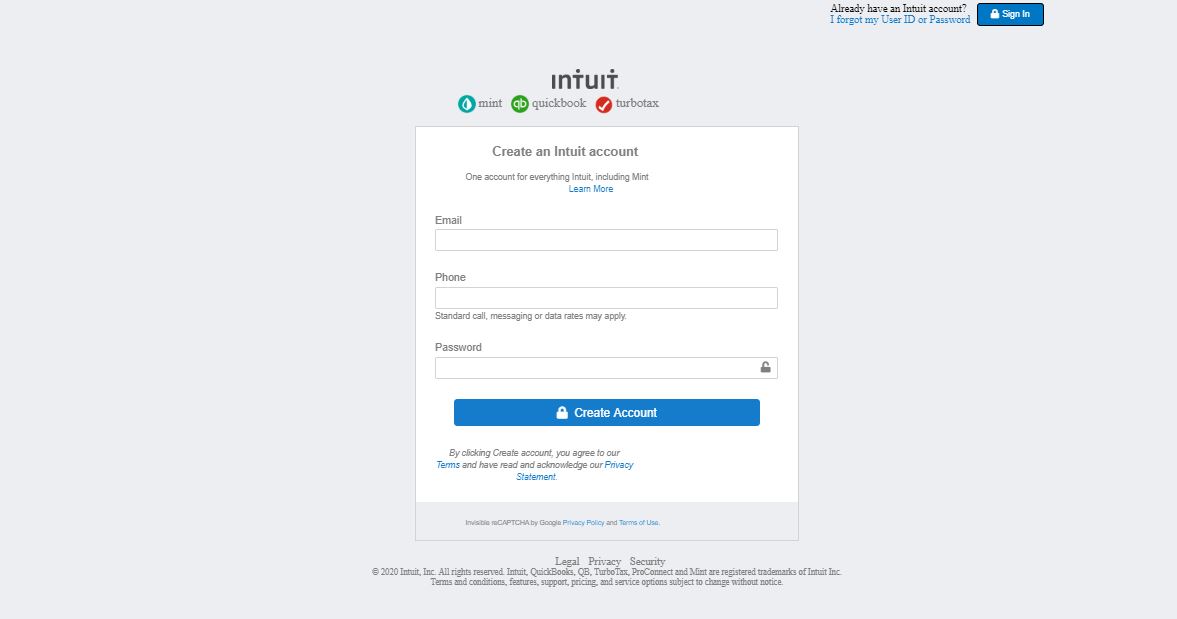 Already have an Intuit account?
I forgot my User ID or Password
Sign In
INTUIT.
mint
qb quickbook
turbotax
Create an Intuit account
One account for everything Intuit, including Mint
Learn More
Email
Phone
Standard call, messaging or data rates may apply.
Password
Create Account
By clicking Create account, you agree to our
Terms and have read and acknowledge our Privacy
Statement.
Invisible reCAPTCHA by Google Privacy Policy and Terms of Use.
Legal Privacy Security
© 2020 Intuit, Inc. All rights reserved. Intuit, QuickBooks, QB, TurboTax, ProConnect and Mint are registered trademarks of Intuit Inc.
Terms and conditions, features, support, pricing, and service options subject to change without notice.